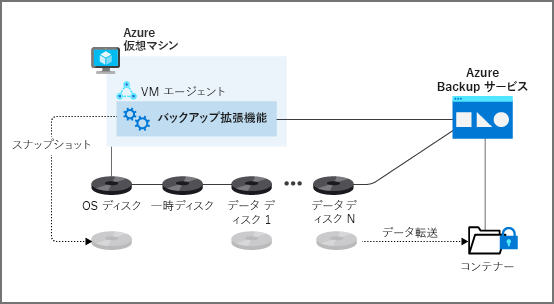 Azure
仮想マシン
VM エージェント
バックアップ拡張機能
Azure
Backup サービス
スナップショット
OS ディスク
一時ディスク
データ デ
ィスク 1
データ デ
ィスク N
データ転送
コンテナー